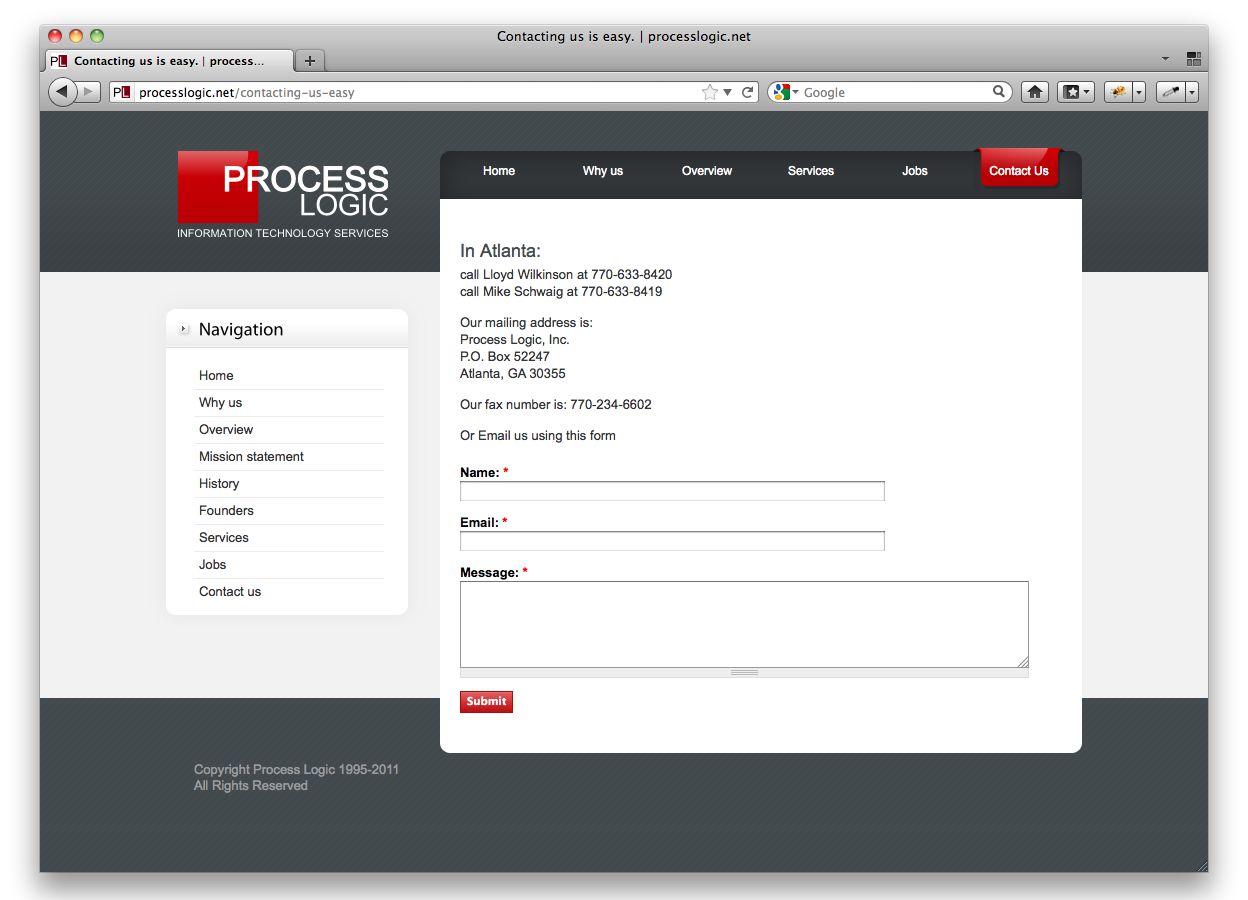 Contacting us is easy. | processlogic.net
PL Contacting us is easy. | process...
PL processlogic.net/contacting-us-easy
Google
PROCESS
LOGIC
INFORMATION TECHNOLOGY SERVICES
Home Why us Overview Services Jobs Contact Us
Navigation
Home
Why us
Overview
Mission statement
History
Founders
Services
Jobs
Contact us
In Atlanta:
call Lloyd Wilkinson at 770-633-8420
call Mike Schwaig at 770-633-8419
Our mailing address is:
Process Logic, Inc.
P.O. Box 52247
Atlanta, GA 30355
Our fax number is: 770-234-6602
Or Email us using this form
Name: *
Email: *
Message: *
Submit
Copyright Process Logic 1995-2011
All Rights Reserved